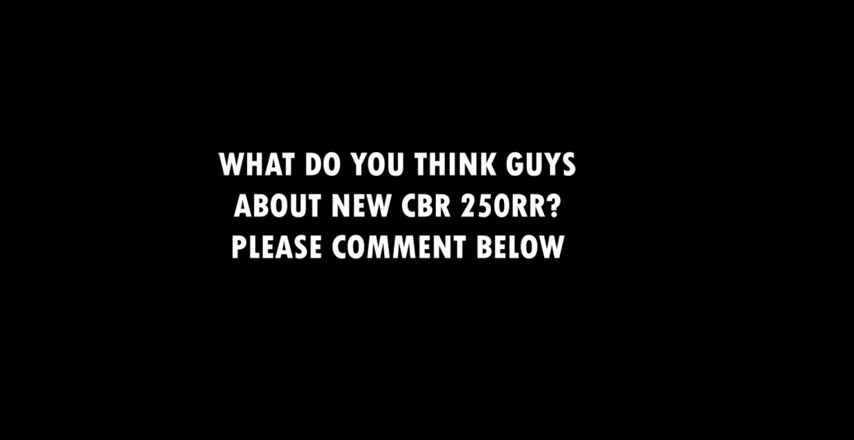 WHAT DO YOU THINK GUYS
ABOUT NEW CBR 250RR?
PLEASE COMMENT BELOW